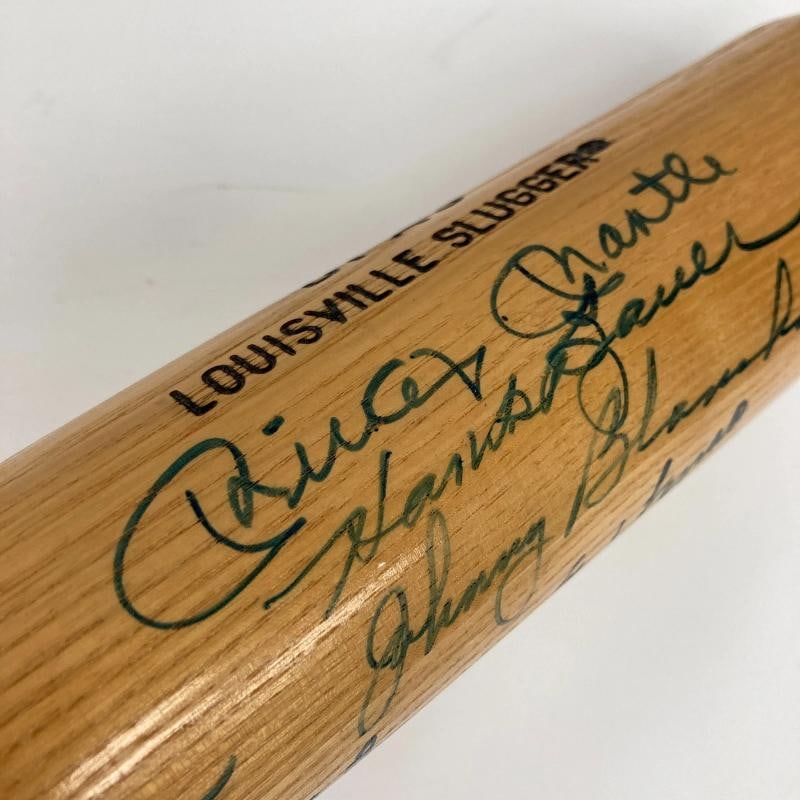 LOUISVILLE SLUGGER®
Mickey Mantle
Hank Bauer
Johnny Blanchard